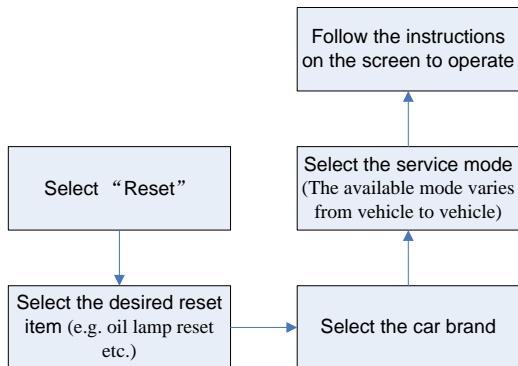 Select “Reset”
Select the desired reset
item (e.g. oil lamp reset
etc.)
Select the car brand
Select the service mode
(The available mode varies
from vehicle to vehicle)
Follow the instructions
on the screen to operate